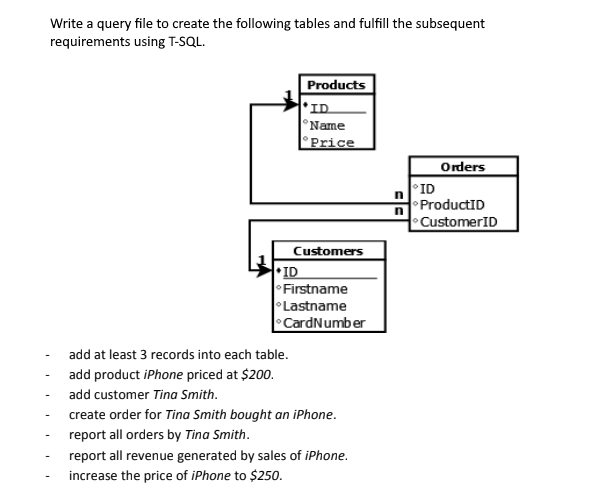 Write a query file to create the following tables and fulfill the subsequent
requirements using T-SQL.
Products
1
ID
Name
Price
Orders
n
ID
n
ProductID
CustomerID
Customers
1
ID
Firstname
Lastname
CardNumber
- add at least 3 records into each table.
- add product iPhone priced at $200.
- add customer Tina Smith.
- create order for Tina Smith bought an iPhone.
- report all orders by Tina Smith.
- report all revenue generated by sales of iPhone.
- increase the price of iPhone to $250.